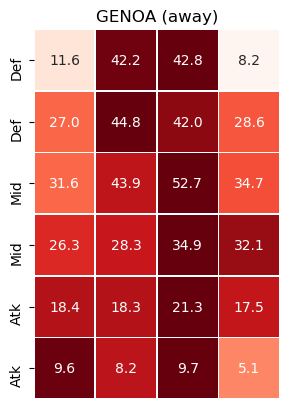 GENOA (away)
Def 11.6 42.2 42.8 8.2
Def 27.0 44.8 42.0 28.6
Mid 31.6 43.9 52.7 34.7
Mid 26.3 28.3 34.9 32.1
Atk 18.4 18.3 21.3 17.5
Atk 9.6 8.2 9.7 5.1